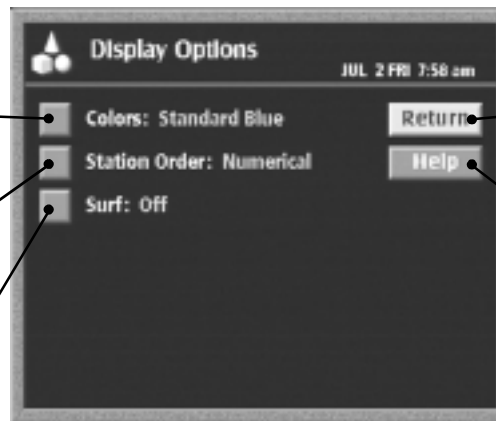 Display Options
JUL 2 FRI 7:58 am
Colors: Standard Blue
Return
Station Order: Numerical
Help
Surf: Off